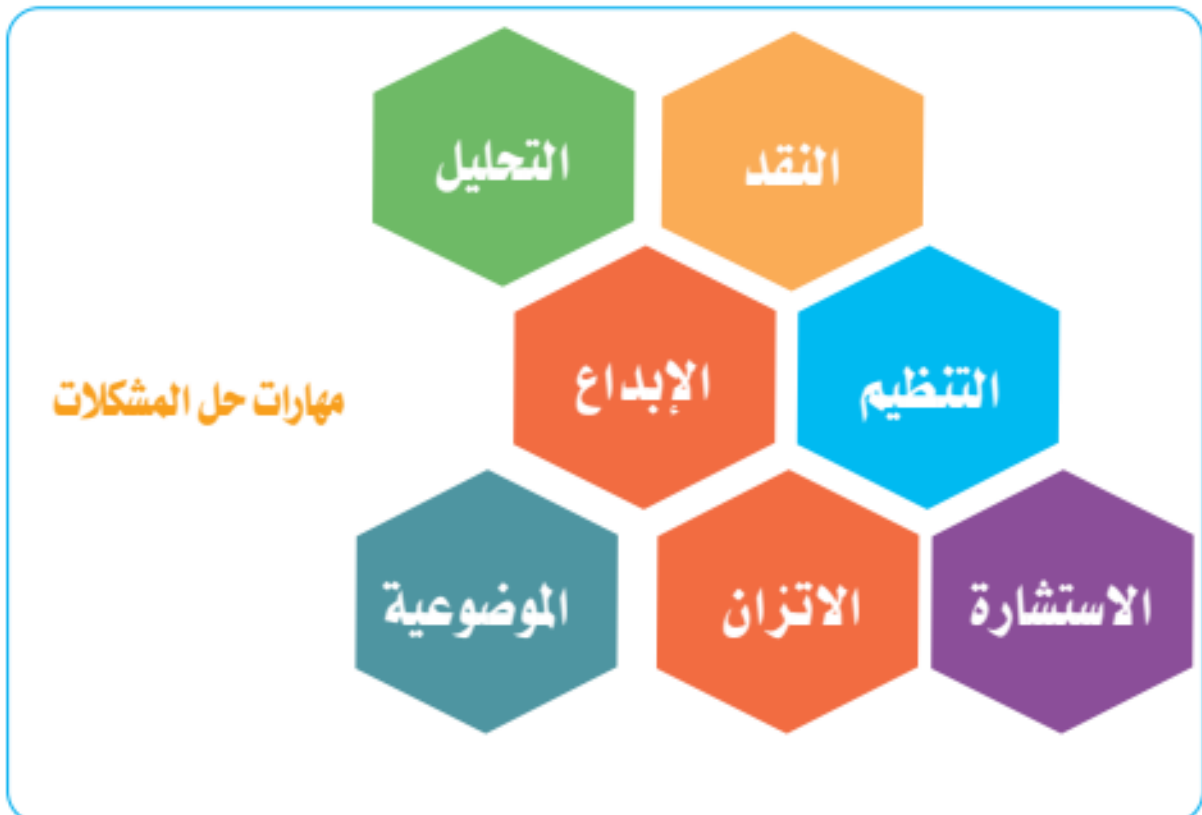 النقد
التحليل
التنظيم
الإبداع
مهارات حل المشكلات
الاستشارة
الاتزان
الموضوعية